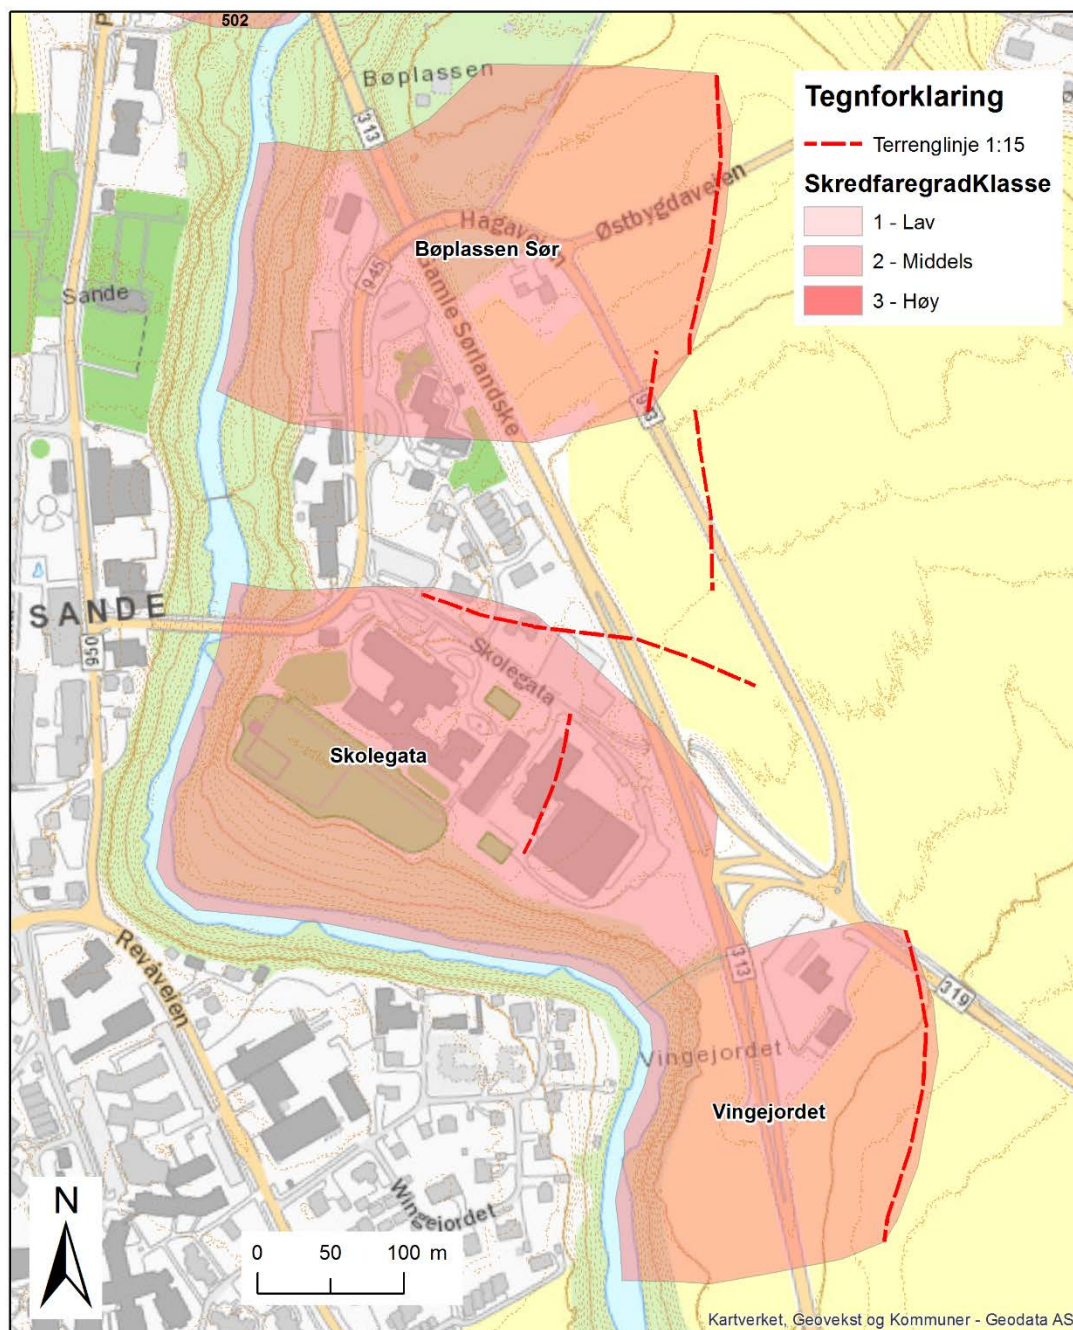 502
Bøplassen
313
Tegnforklaring
Terrenglinje 1:15
SkredfaregradKlasse
1 - Lav
2 - Middels
3 - Høy
Østbygdaveien
Hagaveien
Bøplassen Sør
945
Gamle Sørlandske
Sande
913
SANDE
950
Skolegata
Skolegata
Revåveien
313
319
Vingejordet
Vingejordet
Wingejordet
N
0 50 100 m
Kartverket, Geovekst og Kommuner - Geodata AS